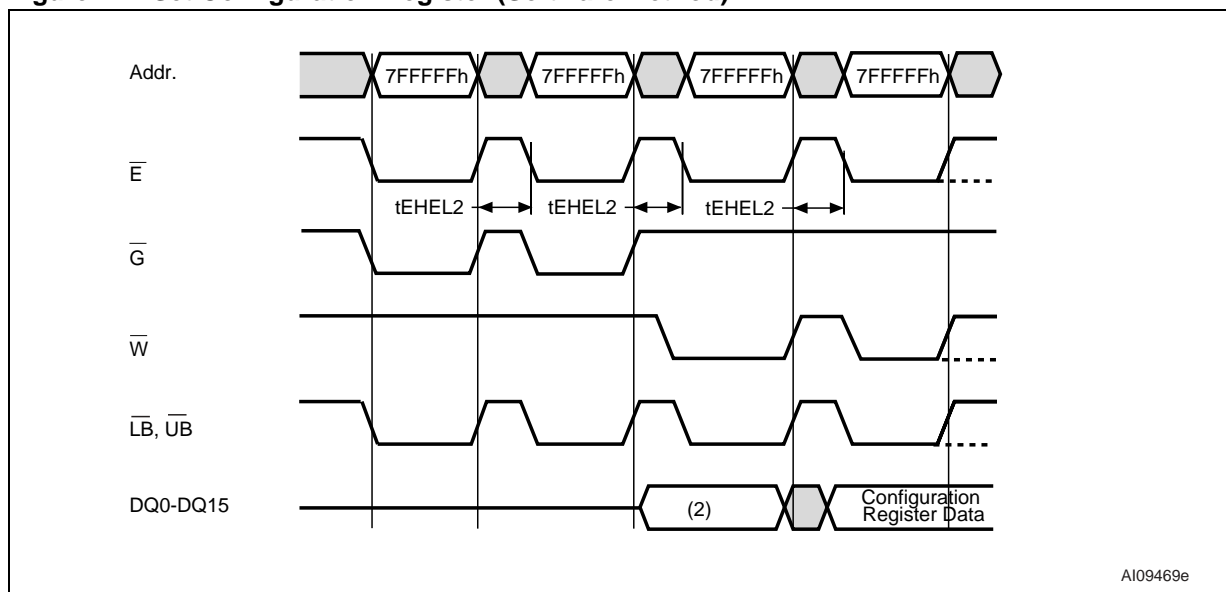 Addr.
7FFFFFh 7FFFFFh 7FFFFFh 7FFFFFh
E
tEHEL2 tEHEL2 tEHEL2
G
W
LB, UB
DQ0-DQ15 (2) Configuration
Register Data
AI09469e